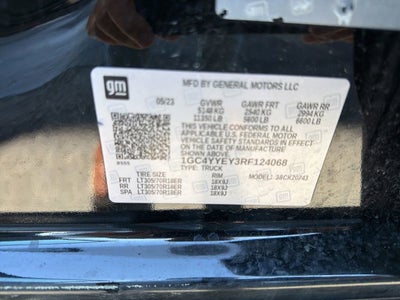 gm
MFD BY GENERAL MOTORS LLC
05/23 GVWR GAWR FRT GAWR RR
5148 KG 2540 KG 2994 KG
11350 LB 5600 LB 6600 LB
THIS VEHICLE CONFORMS TO ALL
APPLICABLE U.S. FEDERAL MOTOR
VEHICLE SAFETY STANDARDS IN
EFFECT ON THE DATE OF
MANUFACTURE SHOWN ABOVE.
1GC4YYEY3RF124068
TYPE: TRUCK MODEL:
TIRE SIZE RIM
FRT LT305/70R18ER 18X9J
RR LT305/70R18ER 18X9J
SPA LT305/70R18ER 18X9J